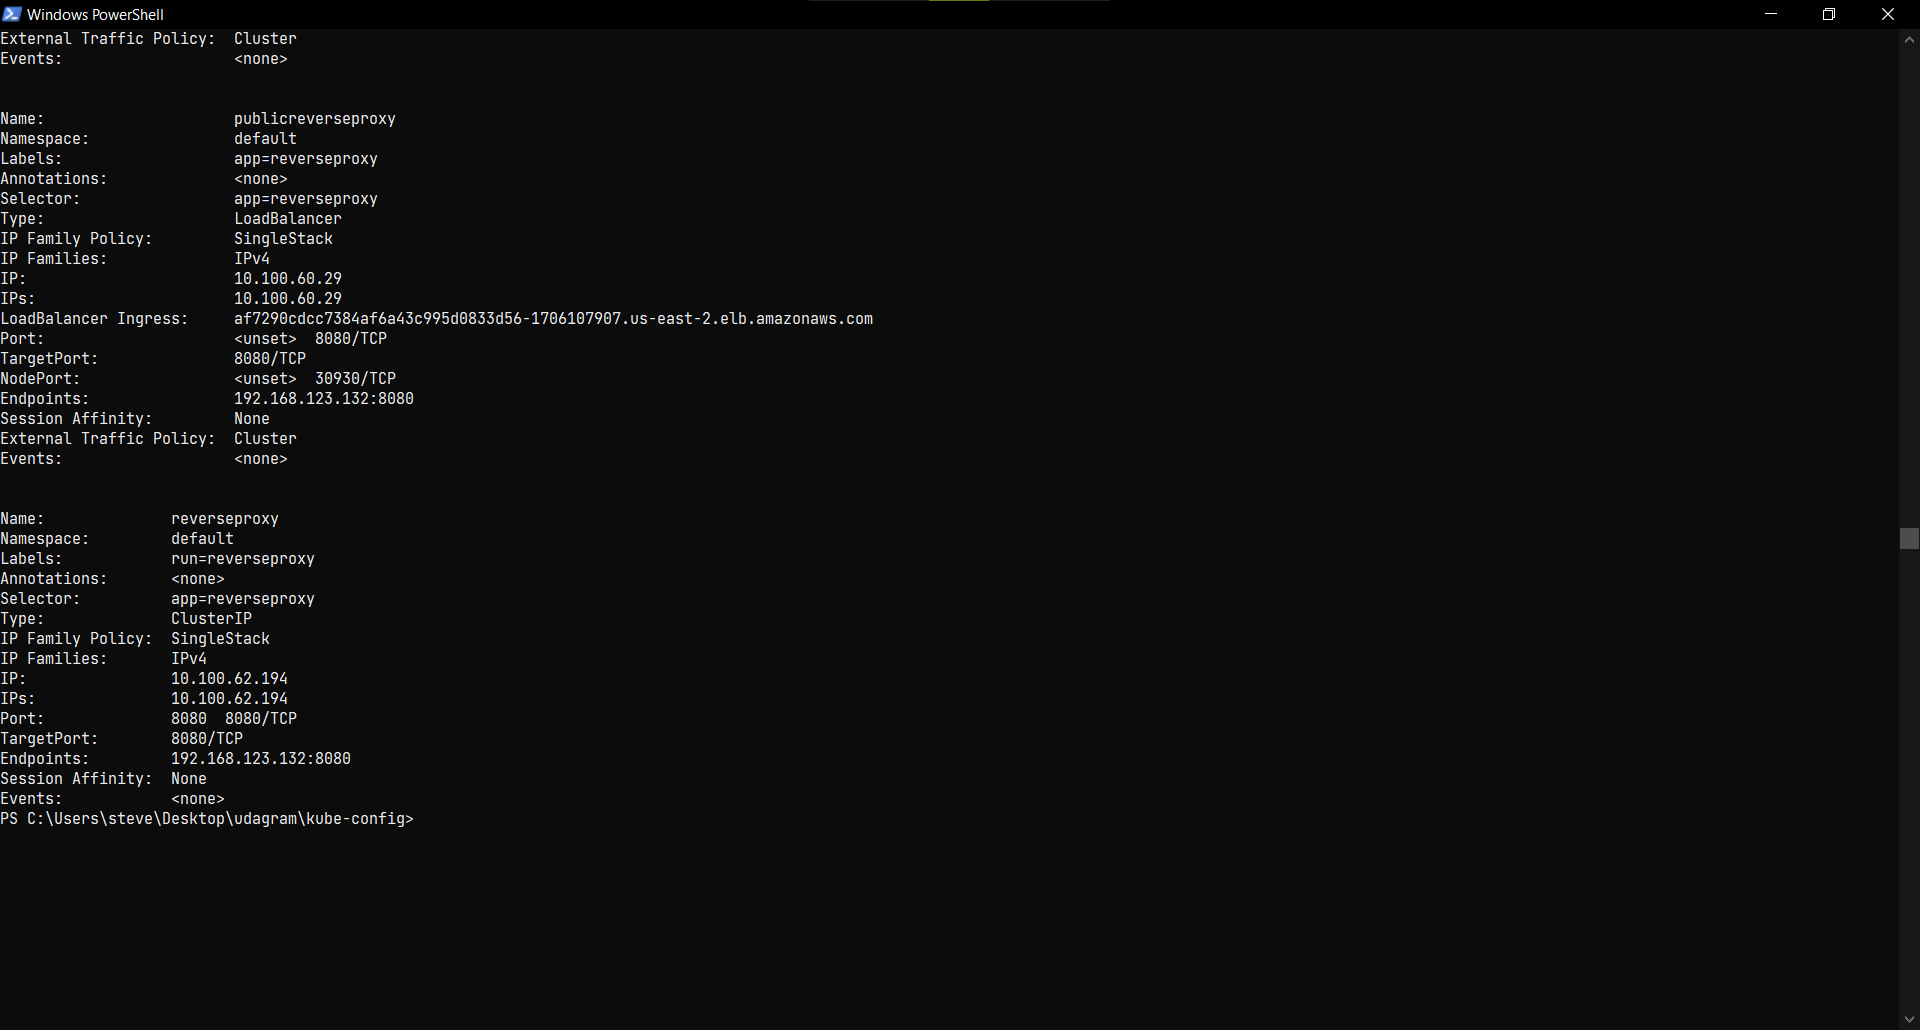 Windows PowerShell
External Traffic Policy:  Cluster
Events:                   <none>
Name:                     publicreverseproxy
Namespace:                default
Labels:                   app=reverseproxy
Annotations:              <none>
Selector:                 app=reverseproxy
Type:                     LoadBalancer
IP Family Policy:         SingleStack
IP Families:              IPv4
IP:                       10.100.60.29
IPs:                      10.100.60.29
LoadBalancer Ingress:     af7290cdcc7384af6a43c995d0833d56-1706107907.us-east-2.elb.amazonaws.com
Port:                     <unset>  8080/TCP
TargetPort:               8080/TCP
NodePort:                 <unset>  30930/TCP
Endpoints:                192.168.123.132:8080
Session Affinity:         None
External Traffic Policy:  Cluster
Events:                   <none>
Name:              reverseproxy
Namespace:         default
Labels:            run=reverseproxy
Annotations:       <none>
Selector:          app=reverseproxy
Type:              ClusterIP
IP Family Policy:  SingleStack
IP Families:       IPv4
IP:                10.100.62.194
IPs:               10.100.62.194
Port:              8080  8080/TCP
TargetPort:        8080/TCP
Endpoints:         192.168.123.132:8080
Session Affinity:  None
Events:            <none>
PS C:\Users\steve\Desktop\udagram\kube-config>